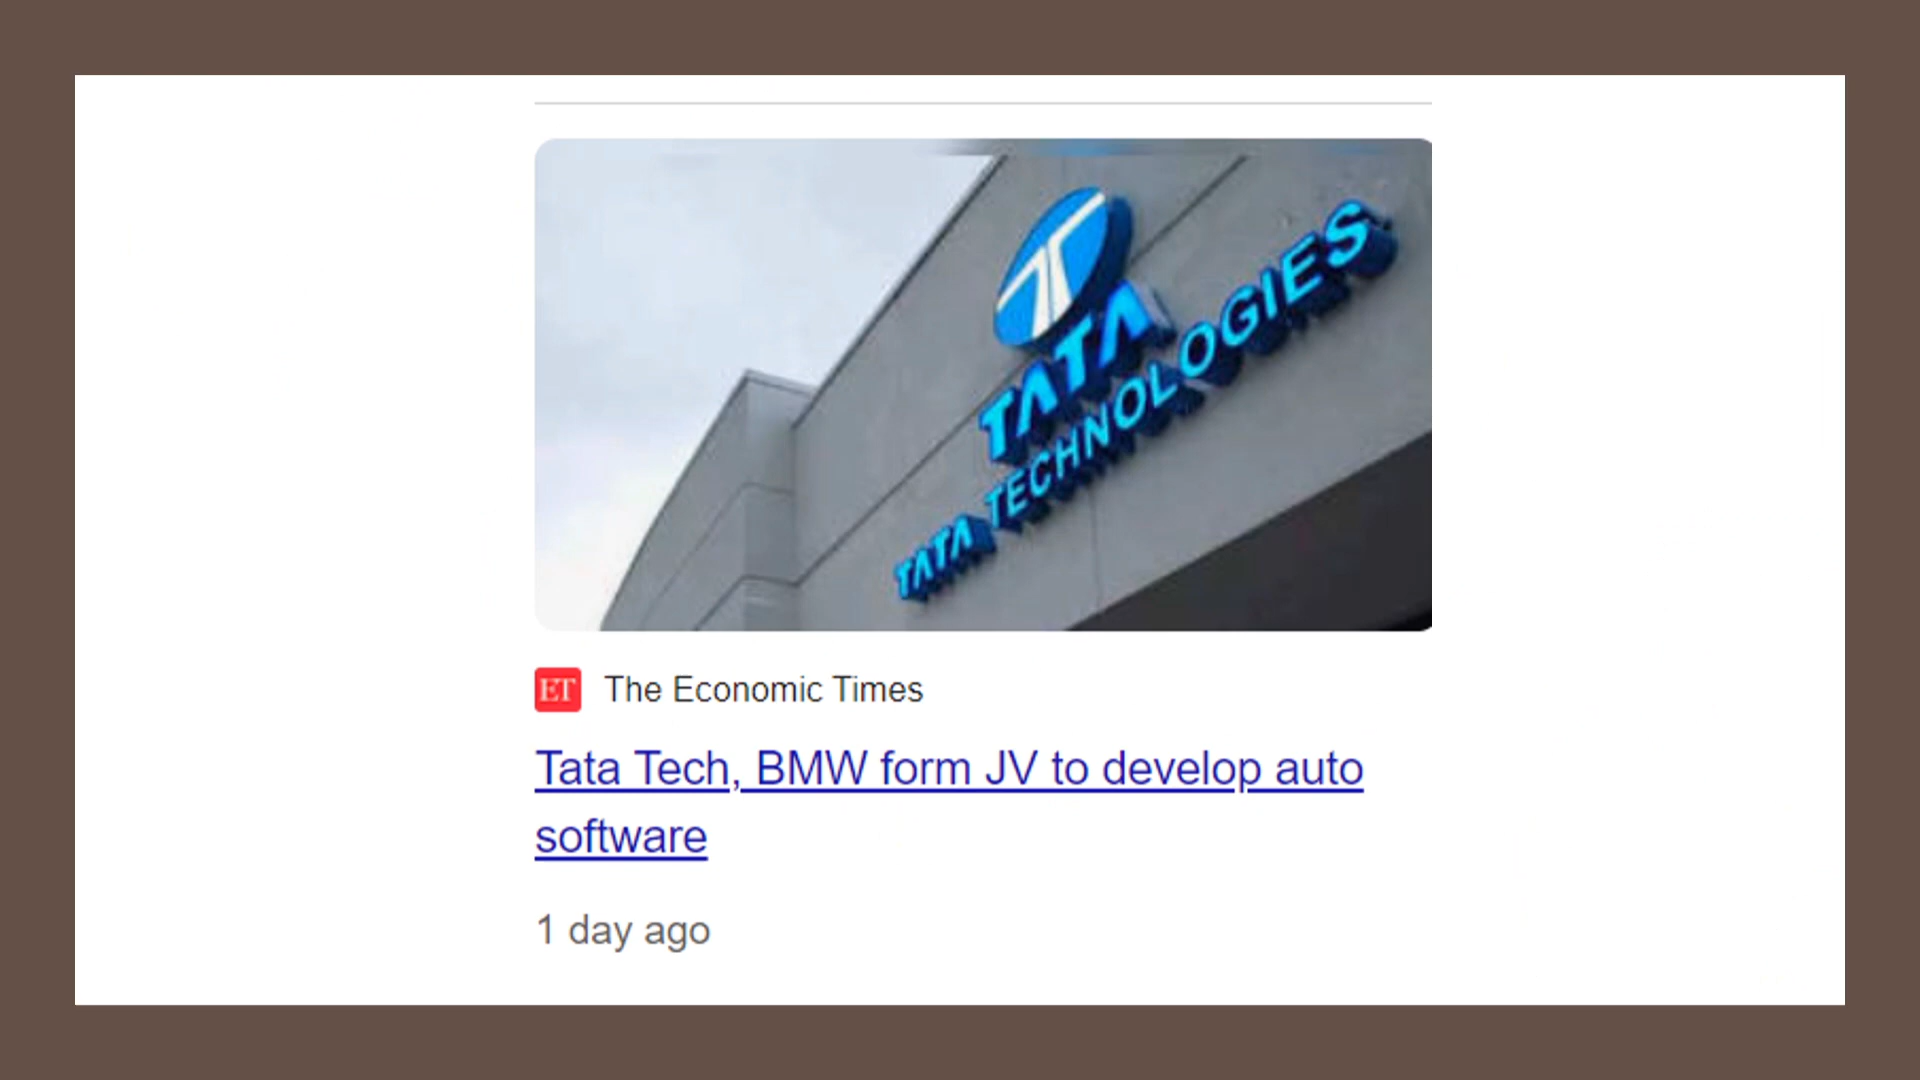 TATA
TATA TECHNOLOGIES
ET The Economic Times
Tata Tech, BMW form JV to develop auto
software
1 day ago